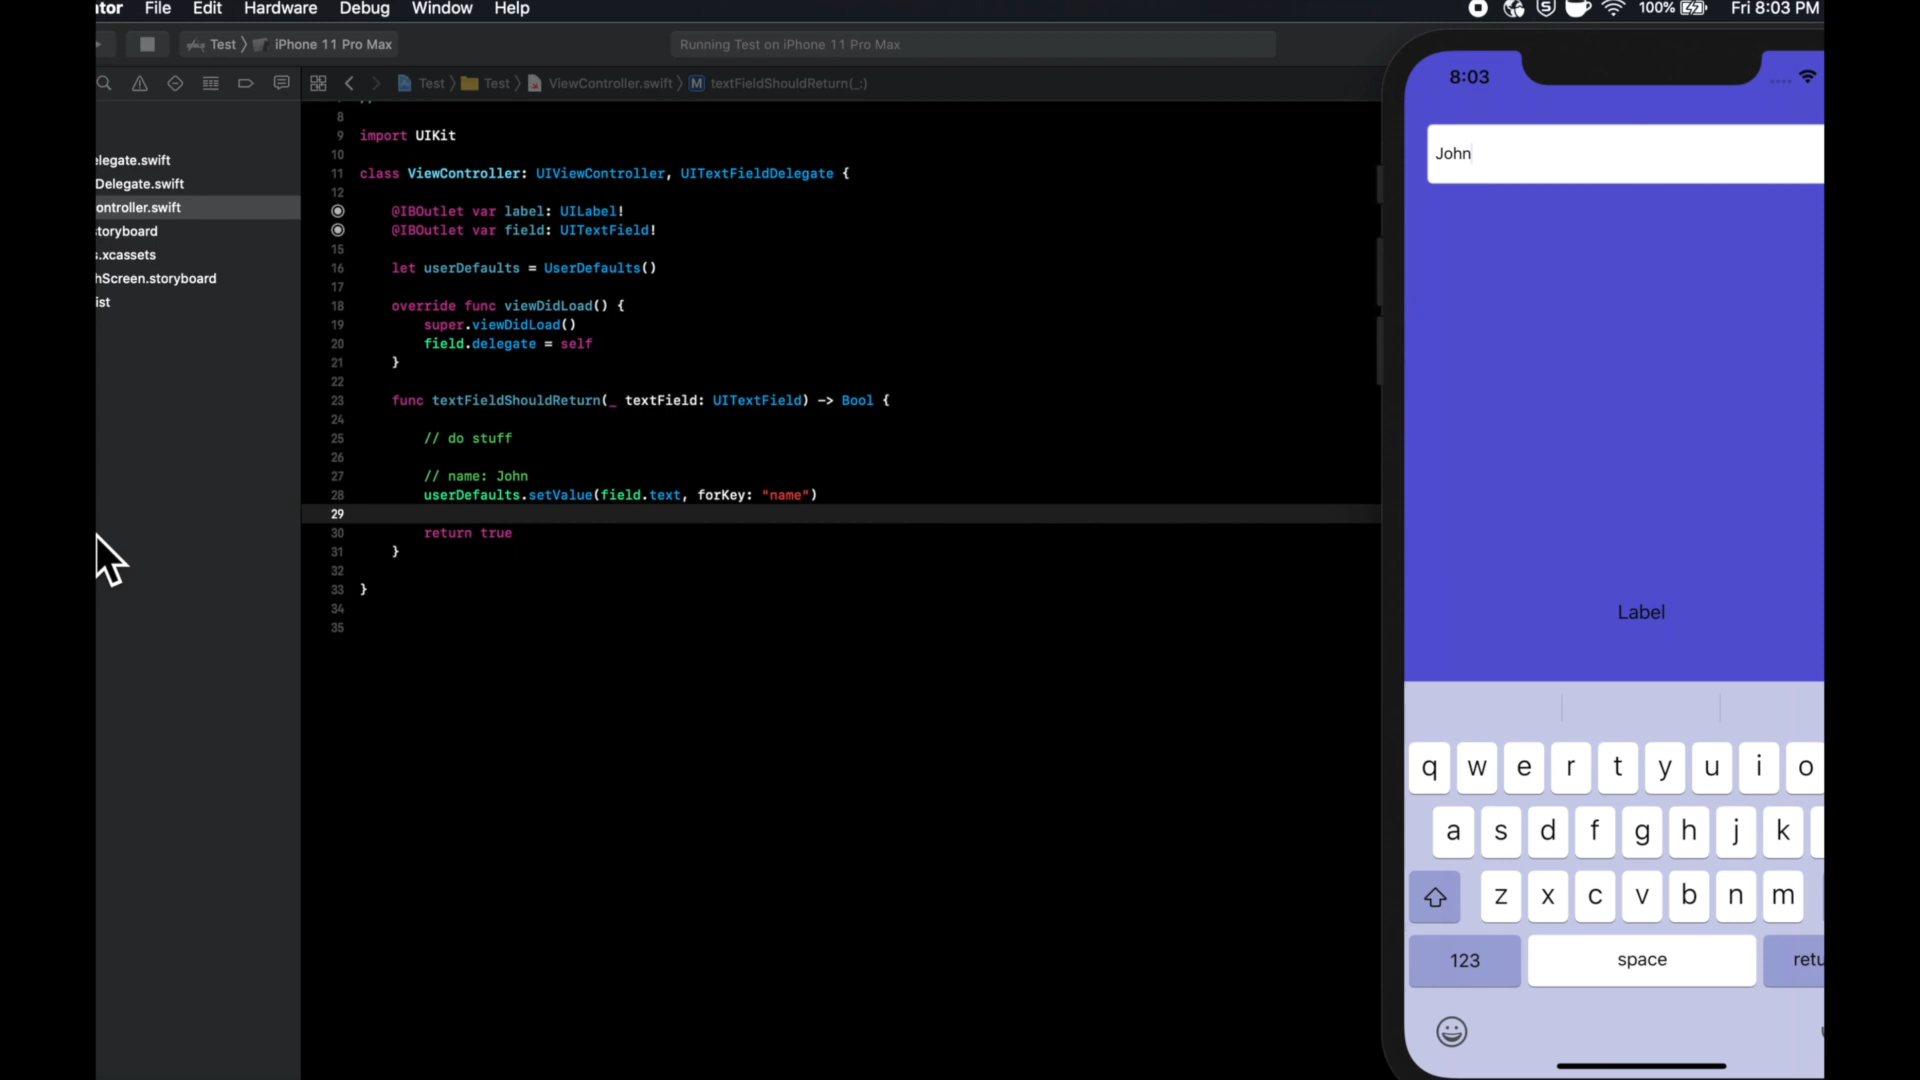 File Edit Hardware Debug Window Help
100% Fri 8:03 PM
Test iPhone 11 Pro Max
Running Test on iPhone 11 Pro Max
Test Test ViewController.swift M textFieldShouldReturn(_:)
elegate.swift
Delegate.swift
ontroller.swift
toryboard
.xcassets
hScreen.storyboard
ist
8
9 import UIKit
10
11 class ViewController: UIViewController, UITextFieldDelegate {
12
@IBOutlet var label: UILabel!
@IBOutlet var field: UITextField!
15
16 let userDefaults = UserDefaults()
17
18 override func viewDidLoad() {
19 super.viewDidLoad()
20 field.delegate = self
21 }
22
23 func textFieldShouldReturn(_ textField: UITextField) -> Bool {
24
25 // do stuff
26
27 // name: John
28 userDefaults.setValue(field.text, forKey: "name")
29
30 return true
31 }
32
33 }
34
35
8:03
John
Label
q w e r t y u i o
a s d f g h j k
z x c v b n m
123 space retu